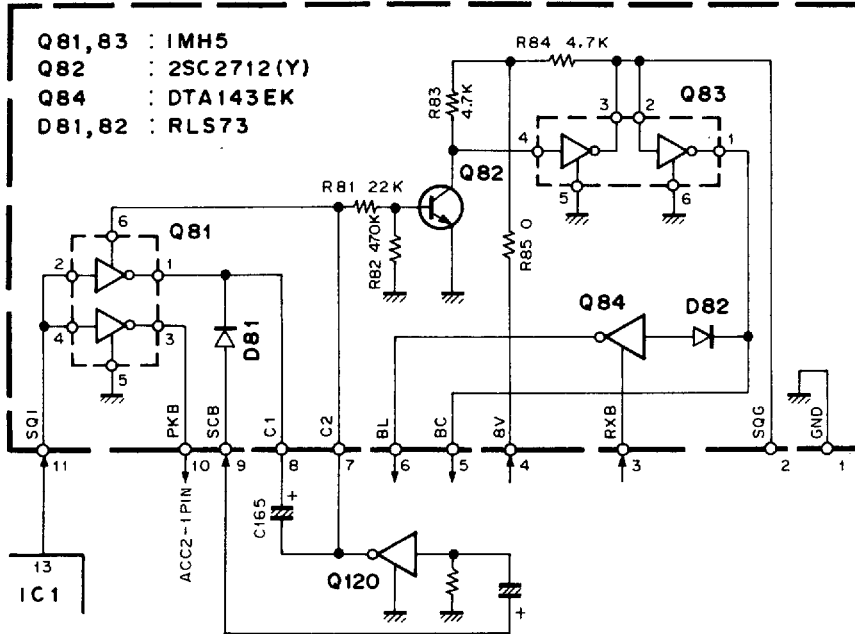 Q81,83 : IMH5
Q82 : 2SC2712(Y)
Q84 : DTA143EK
D81,82 : RLS73
R84 4.7K
R83 4.7K
3 2 Q83
4 1
Q82
5 6
R81 22K
6 Q81
R82 470K
R85 0
2 1
4 3
5
D81
Q84 D82
SQI PKB SCB C1 C2 BL BC 8V RXB SQG GND
11 10 9 8 7 6 5 4 3 2 1
ACC2-1PIN
C165 +
13
IC1
Q120
+